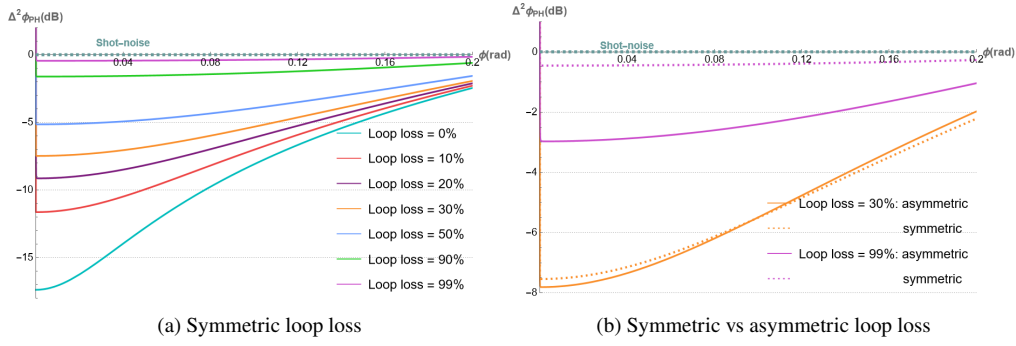 Δ²ϕPH(dB)
Shot-noise
ϕ(rad)
0
0.04
0.08
0.12
0.16
0.2
-5
-10
-15
Loop loss = 0%
Loop loss = 10%
Loop loss = 20%
Loop loss = 30%
Loop loss = 50%
Loop loss = 90%
Loop loss = 99%
(a) Symmetric loop loss
Δ²ϕPH(dB)
Shot-noise
ϕ(rad)
0
0.04
0.08
0.12
0.16
0.2
-2
-4
-6
-8
Loop loss = 30%: asymmetric
symmetric
Loop loss = 99%: asymmetric
symmetric
(b) Symmetric vs asymmetric loop loss